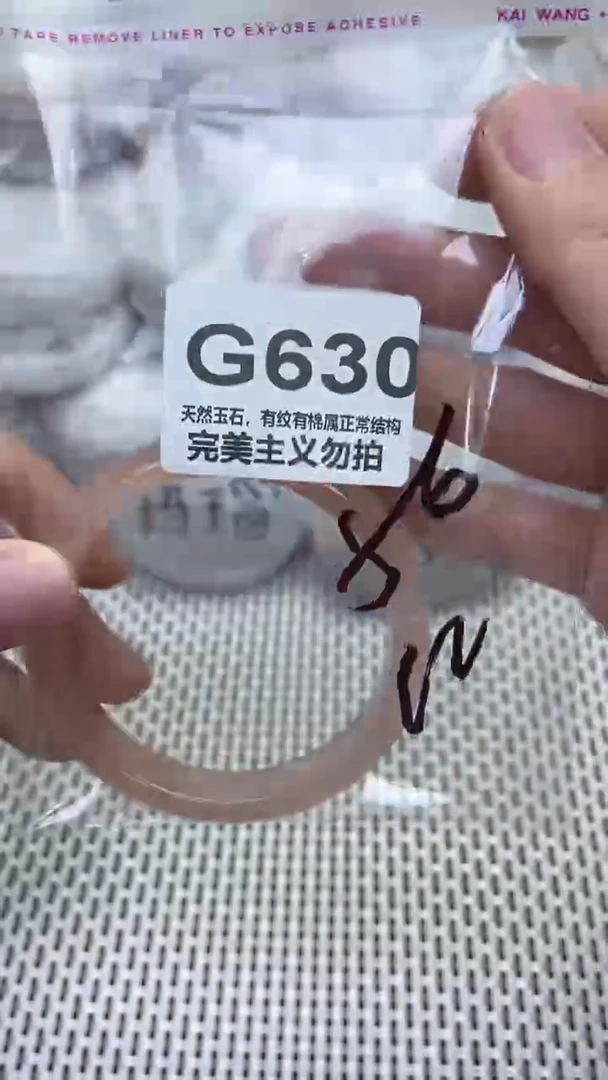 TAPE REMOVE LINER TO EXPOSE ADHESIVE
KAI WANG
G630
天然玉石，有纹有棉属正常结构
完美主义勿拍